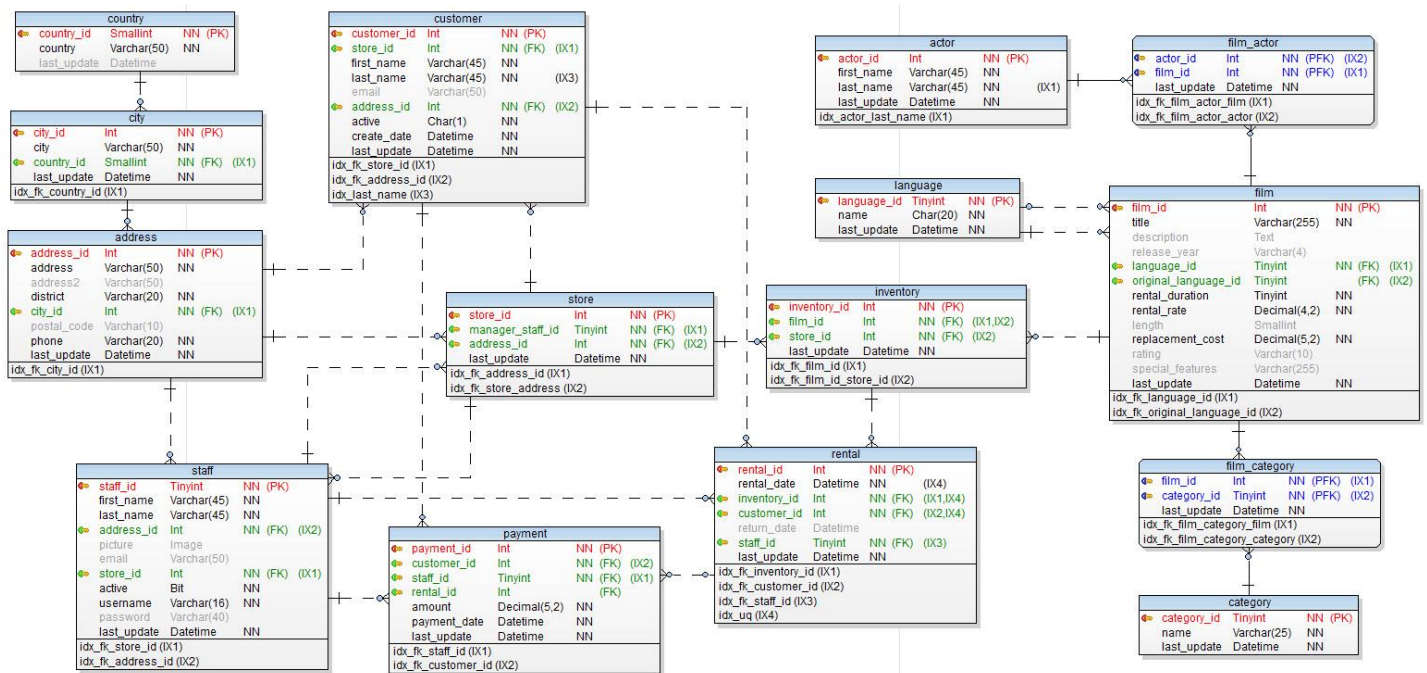 country
country_id Smallint NN (PK)
country Varchar(50) NN
last_update Datetime
city
city_id Int NN (PK)
city Varchar(50) NN
country_id Smallint NN (FK) (IX1)
last_update Datetime NN
idx_fk_country_id (IX1)
address
address_id Int NN (PK)
address Varchar(50) NN
address2 Varchar(50)
district Varchar(20) NN
city_id Int NN (FK) (IX1)
postal_code Varchar(10)
phone Varchar(20) NN
last_update Datetime NN
idx_fk_city_id (IX1)
staff
staff_id Tinyint NN (PK)
first_name Varchar(45) NN
last_name Varchar(45) NN
address_id Int NN (FK) (IX2)
picture Image
email Varchar(50)
store_id Int NN (FK) (IX1)
active Bit NN
username Varchar(16) NN
password Varchar(40)
last_update Datetime NN
idx_fk_store_id (IX1)
idx_fk_address_id (IX2)
customer
customer_id Int NN (PK)
store_id Int NN (FK) (IX1)
first_name Varchar(45) NN
last_name Varchar(45) NN (IX3)
email Varchar(50)
address_id Int NN (FK) (IX2)
active Char(1) NN
create_date Datetime NN
last_update Datetime NN
idx_fk_store_id (IX1)
idx_fk_address_id (IX2)
idx_last_name (IX3)
store
store_id Int NN (PK)
manager_staff_id Tinyint NN (FK) (IX1)
address_id Int NN (FK) (IX2)
last_update Datetime NN
idx_fk_address_id (IX1)
idx_fk_store_address (IX2)
payment
payment_id Int NN (PK)
customer_id Int NN (FK) (IX2)
staff_id Tinyint NN (FK) (IX1)
rental_id Int (FK)
amount Decimal(5,2) NN
payment_date Datetime NN
last_update Datetime NN
idx_fk_staff_id (IX1)
idx_fk_customer_id (IX2)
actor
actor_id Int NN (PK)
first_name Varchar(45) NN
last_name Varchar(45) NN (IX1)
last_update Datetime NN
idx_actor_last_name (IX1)
language
language_id Tinyint NN (PK)
name Char(20) NN
last_update Datetime NN
inventory
inventory_id Int NN (PK)
film_id Int NN (FK) (IX1,IX2)
store_id Int NN (FK) (IX2)
last_update Datetime NN
idx_fk_film_id (IX1)
idx_fk_film_id_store_id (IX2)
rental
rental_id Int NN (PK)
rental_date Datetime NN (IX4)
inventory_id Int NN (FK) (IX1,IX4)
customer_id Int NN (FK) (IX2,IX4)
return_date Datetime
staff_id Tinyint NN (FK) (IX3)
last_update Datetime NN
idx_fk_inventory_id (IX1)
idx_fk_customer_id (IX2)
idx_fk_staff_id (IX3)
idx_uq (IX4)
film_actor
actor_id Int NN (PFK) (IX2)
film_id Int NN (PFK) (IX1)
last_update Datetime NN
idx_fk_film_actor_film (IX1)
idx_fk_film_actor_actor (IX2)
film
film_id Int NN (PK)
title Varchar(255) NN
description Text
release_year Varchar(4)
language_id Tinyint NN (FK) (IX1)
original_language_id Tinyint (FK) (IX2)
rental_duration Tinyint NN
rental_rate Decimal(4,2) NN
length Smallint
replacement_cost Decimal(5,2) NN
rating Varchar(10)
special_features Varchar(255)
last_update Datetime NN
idx_fk_language_id (IX1)
idx_fk_original_language_id (IX2)
film_category
film_id Int NN (PFK) (IX1)
category_id Tinyint NN (PFK) (IX2)
last_update Datetime NN
idx_fk_film_category_film (IX1)
idx_fk_film_category_category (IX2)
category
category_id Tinyint NN (PK)
name Varchar(25) NN
last_update Datetime NN